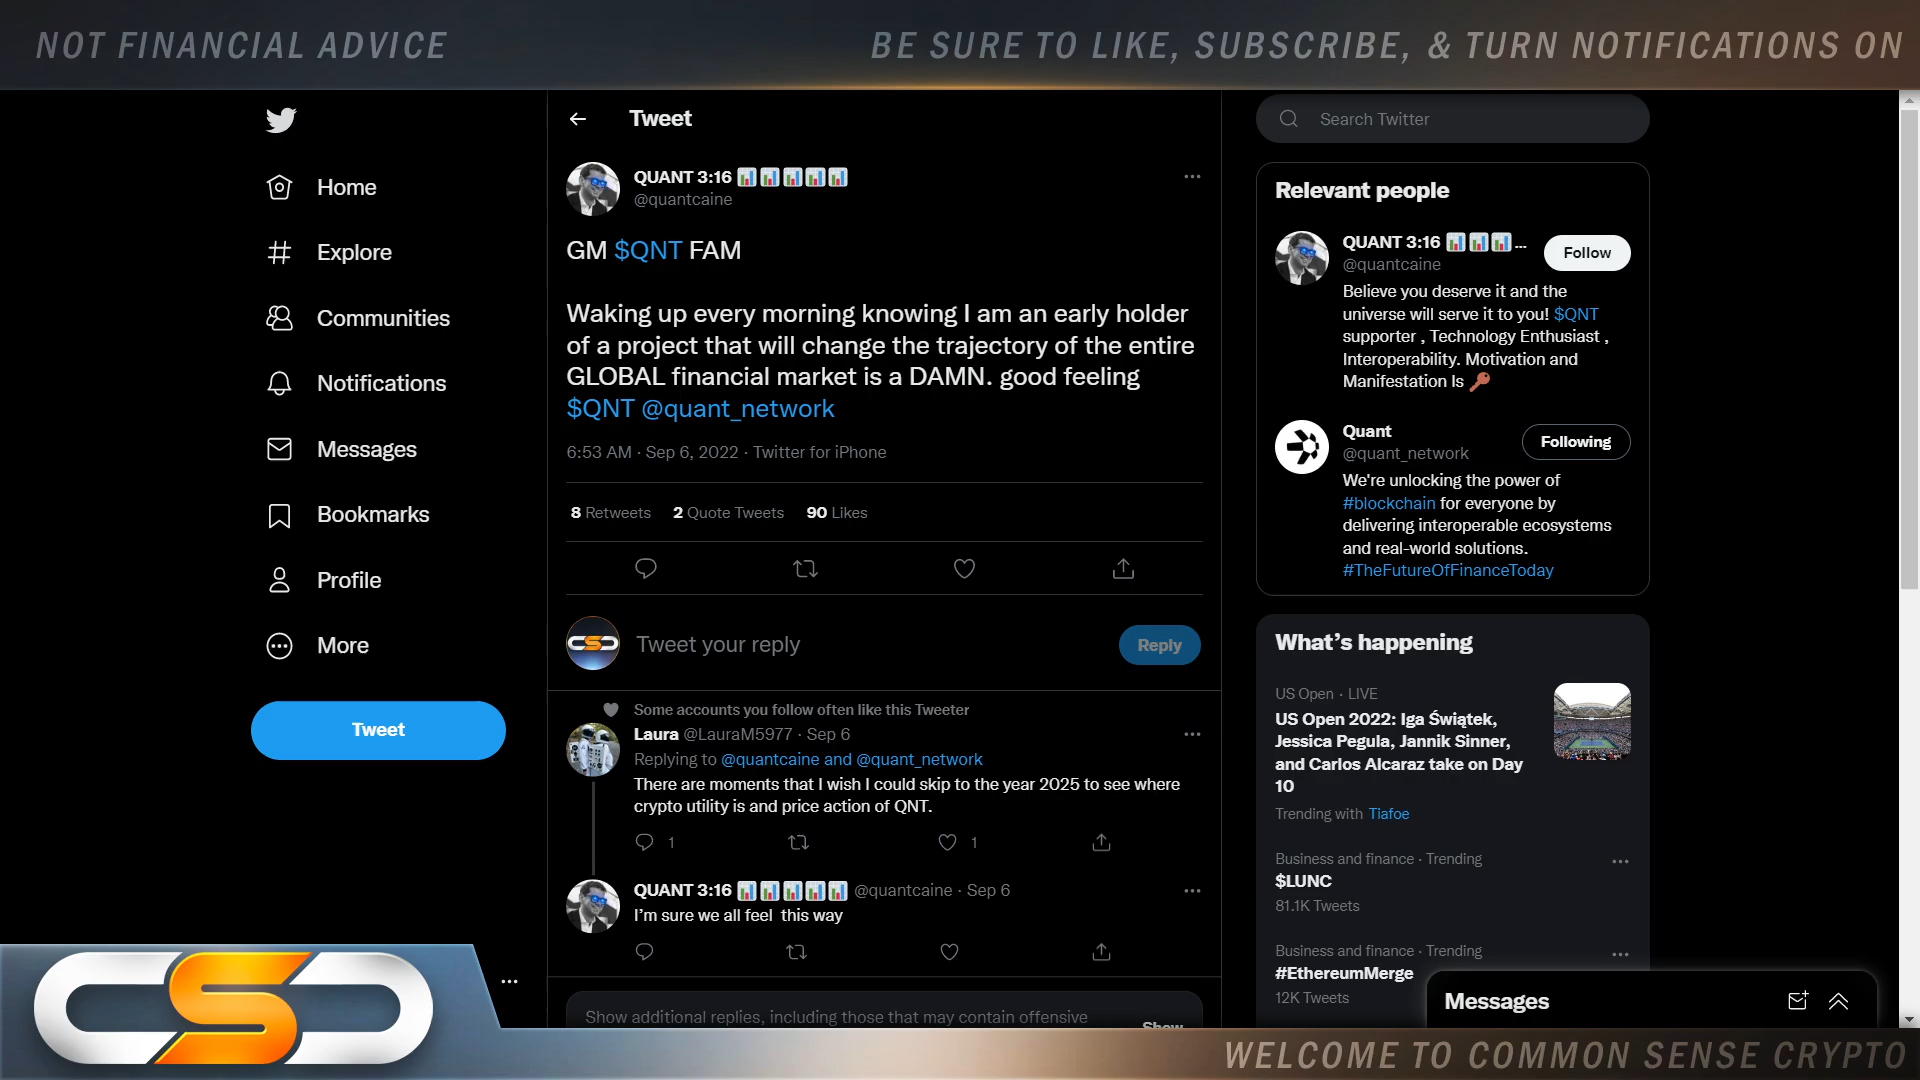 NOT FINANCIAL ADVICE
BE SURE TO LIKE, SUBSCRIBE, & TURN NOTIFICATIONS ON
Home
Explore
Communities
Notifications
Messages
Bookmarks
Profile
More
Tweet
Tweet
QUANT 3:16 📊📊📊📊📊
@quantcaine
GM $QNT FAM
Waking up every morning knowing I am an early holder
of a project that will change the trajectory of the entire
GLOBAL financial market is a DAMN. good feeling
$QNT @quant_network
6:53 AM · Sep 6, 2022 · Twitter for iPhone
8 Retweets 2 Quote Tweets 90 Likes
Tweet your reply
Reply
Some accounts you follow often like this Tweeter
Laura @LauraM5977 · Sep 6
Replying to @quantcaine and @quant_network
There are moments that I wish I could skip to the year 2025 to see where
crypto utility is and price action of QNT.
1 1
QUANT 3:16 📊📊📊📊📊 @quantcaine · Sep 6
I'm sure we all feel  this way
Show additional replies, including those that may contain offensive
Show
Search Twitter
Relevant people
QUANT 3:16 📊📊📊...
@quantcaine
Follow
Believe you deserve it and the
universe will serve it to you! $QNT
supporter , Technology Enthusiast ,
Interoperability. Motivation and
Manifestation Is 🔑
Quant
@quant_network
Following
We're unlocking the power of
#blockchain for everyone by
delivering interoperable ecosystems
and real-world solutions.
#TheFutureOfFinanceToday
What's happening
US Open · LIVE
US Open 2022: Iga Świątek,
Jessica Pegula, Jannik Sinner,
and Carlos Alcaraz take on Day
10
Trending with Tiafoe
Business and finance · Trending
$LUNC
81.1K Tweets
Business and finance · Trending
#EthereumMerge
12K Tweets
Messages
CSC
WELCOME TO COMMON SENSE CRYPTO